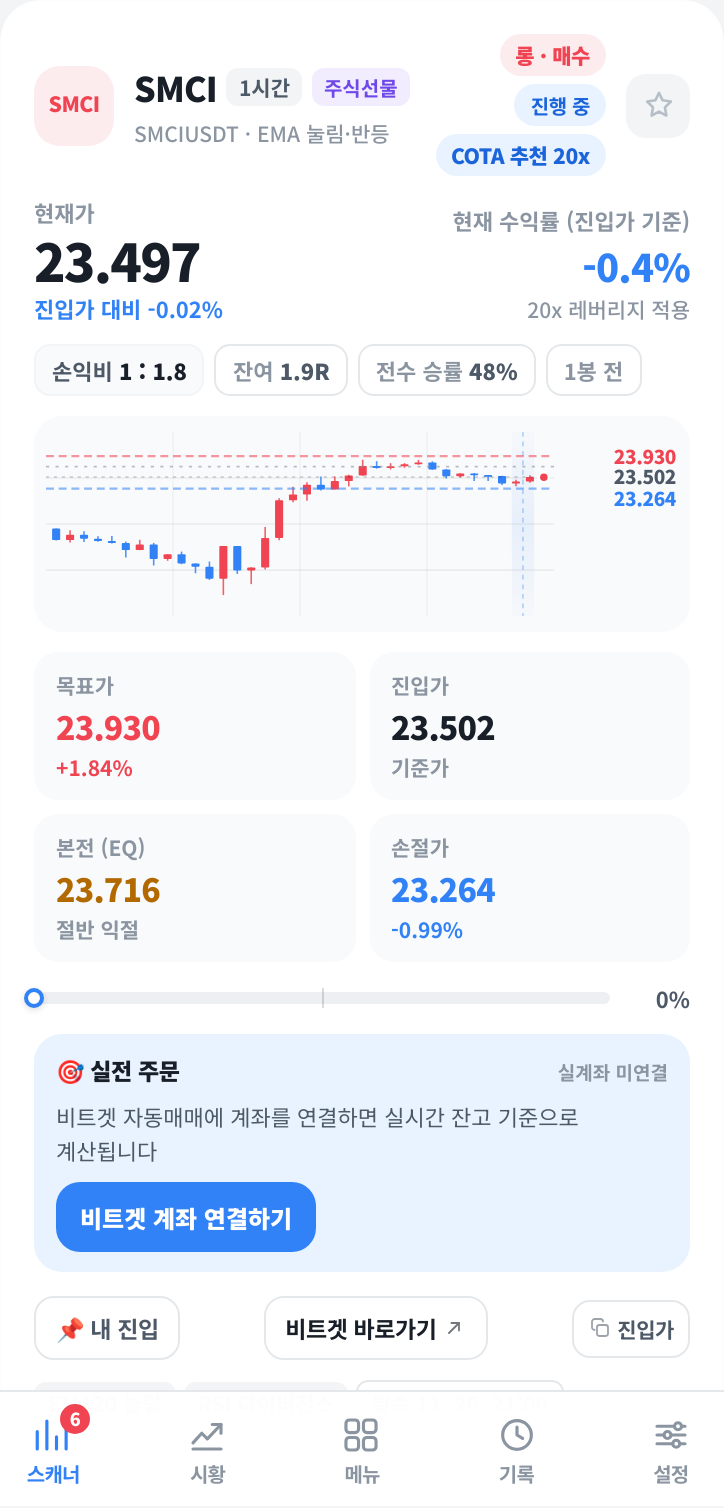 SMCI
SMCI 1시간 주식선물
SMCIUSDT · EMA 눌림·반등
롱 · 매수
진행 중
COTA 추천 20x
현재가
23.497
진입가 대비 -0.02%
현재 수익률 (진입가 기준)
-0.4%
20x 레버리지 적용
손익비 1 : 1.8
잔여 1.9R
전수 승률 48%
1봉 전
23.930
23.502
23.264
목표가
23.930
+1.84%
진입가
23.502
기준가
본전 (EQ)
23.716
절반 익절
손절가
23.264
-0.99%
0%
🎯 실전 주문
실계좌 미연결
비트겟 자동매매에 계좌를 연결하면 실시간 잔고 기준으로
계산됩니다
비트겟 계좌 연결하기
📌 내 진입
비트겟 바로가기 ↗
진입가
6
스캐너
시황
메뉴
기록
설정